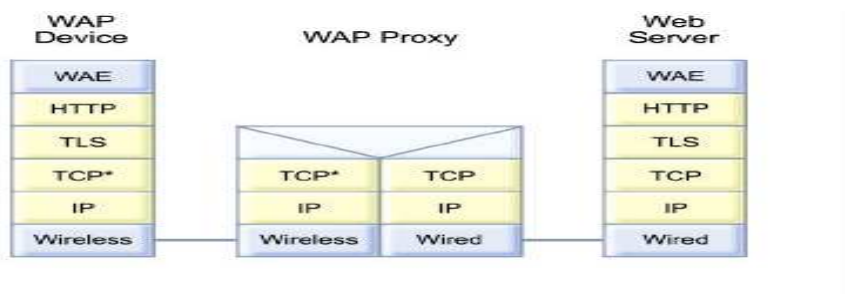 WAP Device
WAP Proxy
Web Server
WAE
HTTP
TLS
TCP*
IP
Wireless
TCP*
IP
Wireless
TCP
IP
Wired
WAE
HTTP
TLS
TCP
IP
Wired